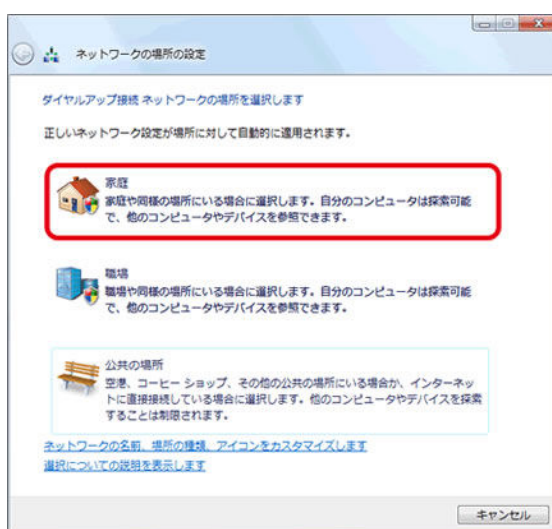 ネットワークの場所の設定
ダイヤルアップ接続 ネットワークの場所を選択します
正しいネットワーク設定が場所に対して自動的に適用されます。
家庭
家庭や同様の場所にいる場合に選択します。自分のコンピュータは探索可能
で、他のコンピュータやデバイスを参照できます。
職場
職場や同様の場所にいる場合に選択します。自分のコンピュータは探索可能
で、他のコンピュータやデバイスを参照できます。
公共の場所
空港、コーヒー ショップ、その他の公共の場所にいる場合か、インターネッ
トに直接接続している場合に選択します。他のコンピュータやデバイスを探索
することは制限されます。
ネットワークの名前、場所の種類、アイコンをカスタマイズします
選択についての説明を表示します
キャンセル